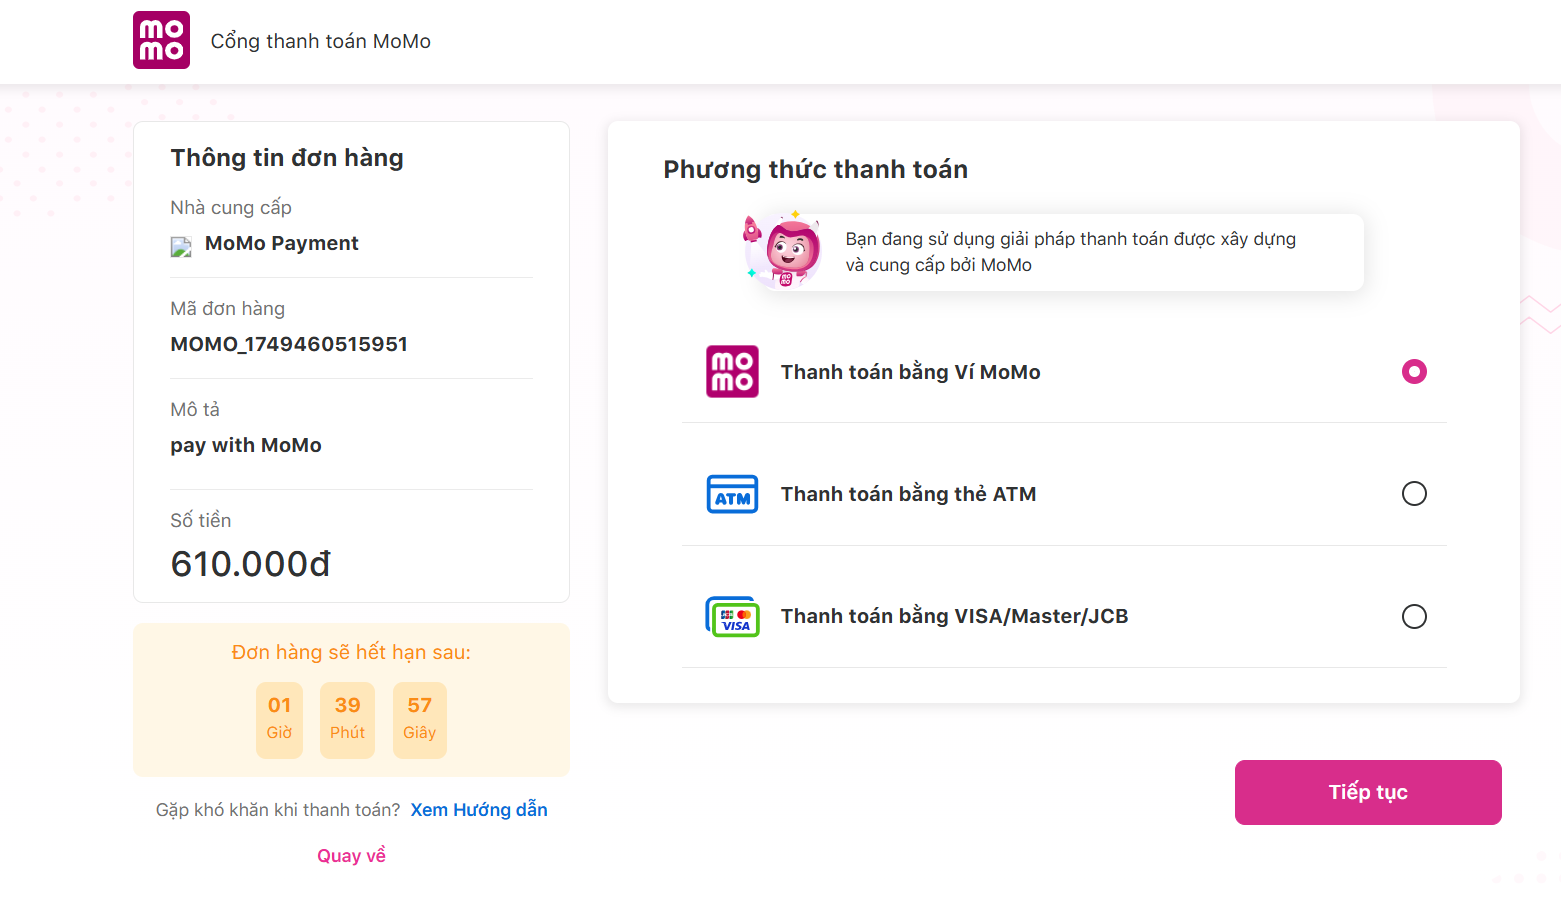 mo
mo
Cổng thanh toán MoMo
Thông tin đơn hàng
Nhà cung cấp
MoMo Payment
Mã đơn hàng
MOMO_1749460515951
Mô tả
pay with MoMo
Số tiền
610.000đ
Đơn hàng sẽ hết hạn sau:
01 39 57
Giờ Phút Giây
Gặp khó khăn khi thanh toán? Xem Hướng dẫn
Quay về
Phương thức thanh toán
mo
mo
Bạn đang sử dụng giải pháp thanh toán được xây dựng
và cung cấp bởi MoMo
mo
mo
Thanh toán bằng Ví MoMo
ATM
Thanh toán bằng thẻ ATM
JCB
VISA
Thanh toán bằng VISA/Master/JCB
Tiếp tục